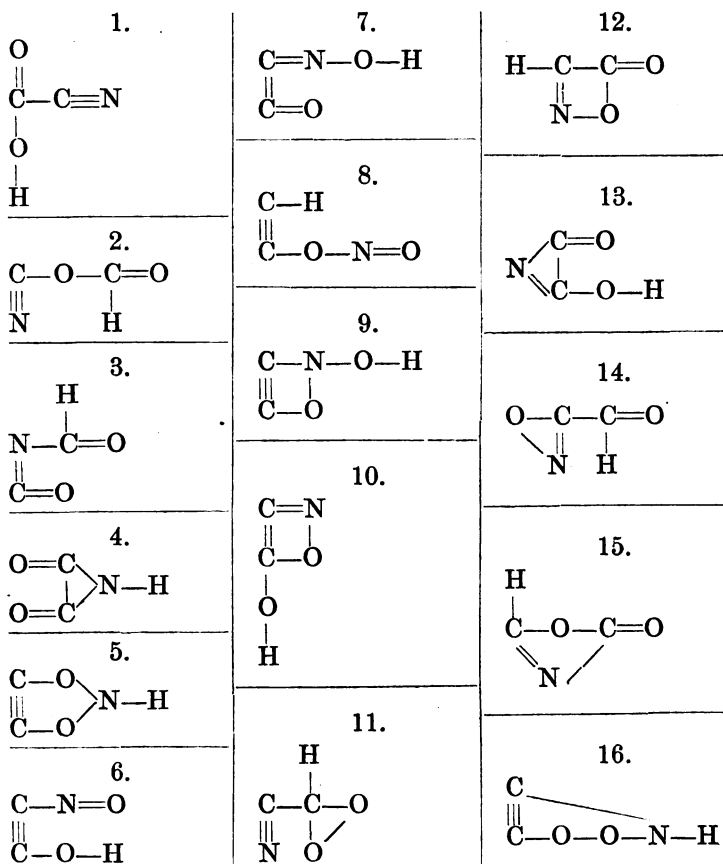 1.
O
C—C≡N
O
H
2.
C—O—C=O
N H
3.
H
N—C=O
C=O
4.
O=C
N—H
O=C
5.
C—O
N—H
C—O
6.
C—N=O
C—O—H
7.
C=N—O—H
C=O
8.
C—H
C—O—N=O
9.
C—N—O—H
C—O
10.
C=N
C—O
O
H
11.
H
C—C O
N O
12.
H—C—C=O
N—O
13.
C=O
N
C—O—H
14.
O—C—C=O
N H
15.
H
C—O—C=O
N
16.
C
C—O—O—N—H